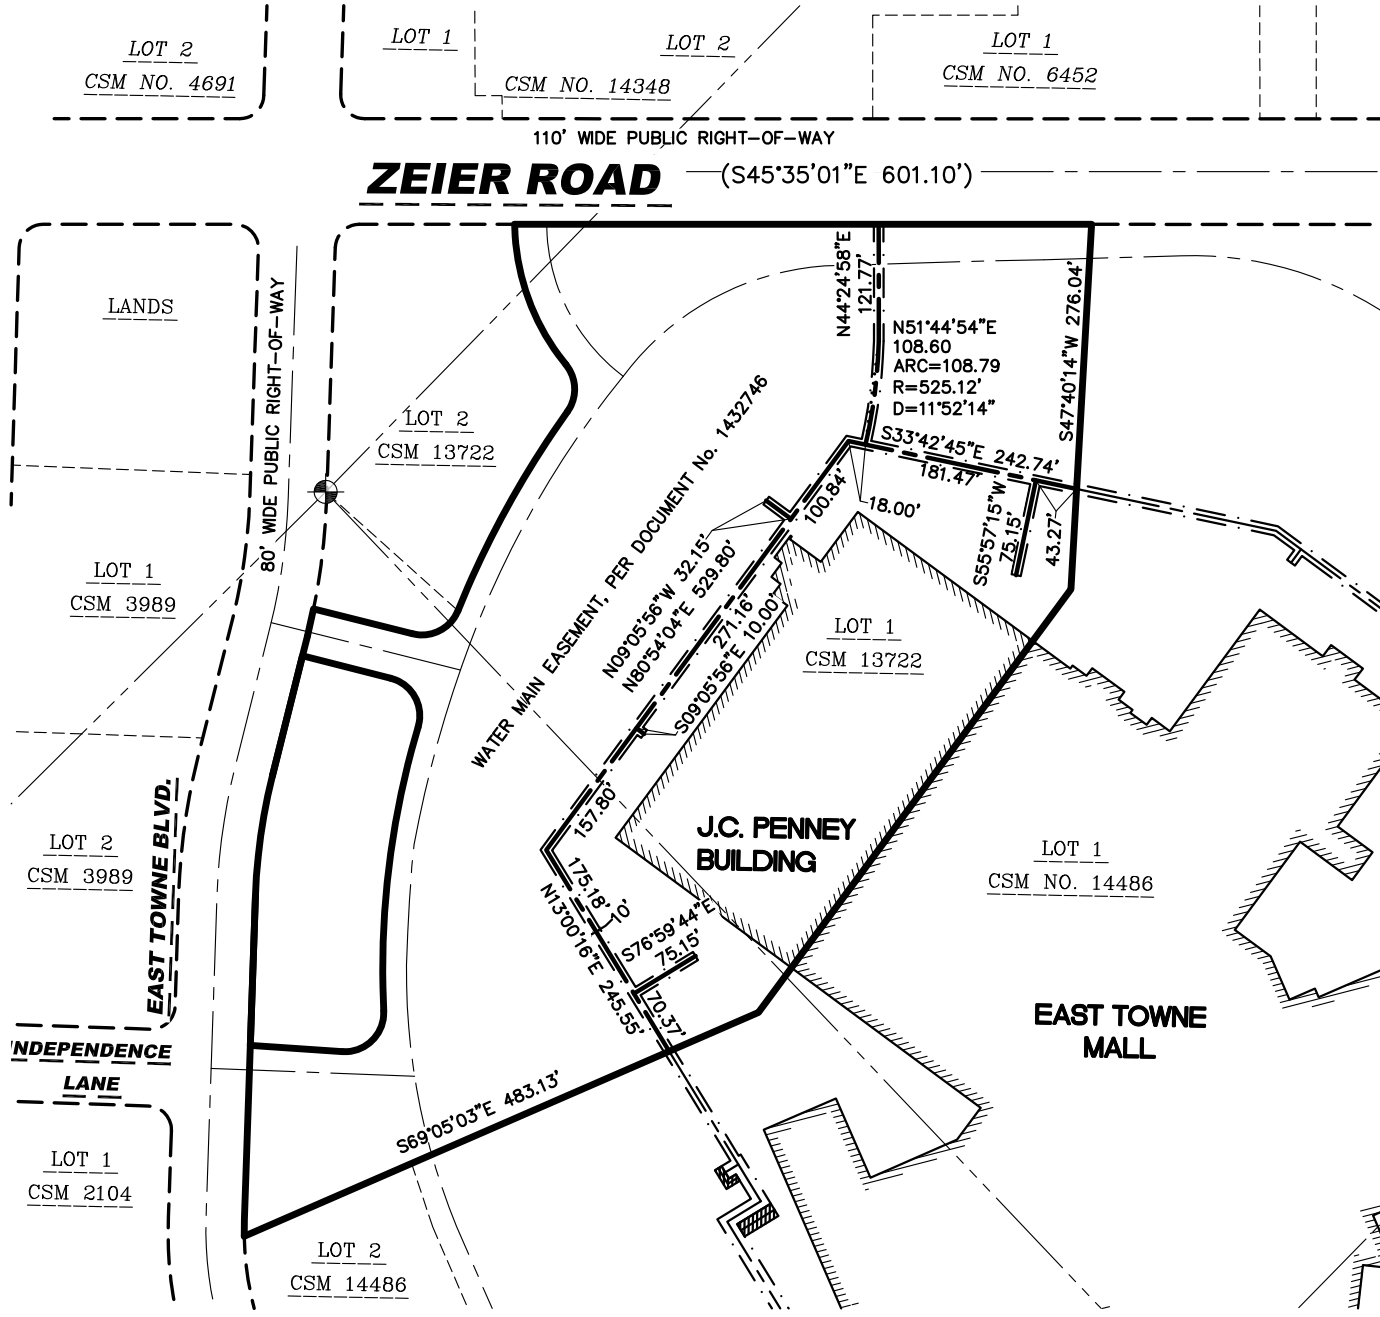 LOT 2
CSM NO. 4691
LOT 1
LOT 2
CSM NO. 14348
LOT 1
CSM NO. 6452
110' WIDE PUBLIC RIGHT-OF-WAY
ZEIER ROAD
(S45°35'01"E 601.10')
LANDS
80' WIDE PUBLIC RIGHT-OF-WAY
LOT 2
CSM 13722
N44°24'58"E
121.77'
N51°44'54"E
108.60
ARC=108.79
R=525.12'
D=11°52'14"
S47°40'14"W 276.04'
S33°42'45"E 242.74'
181.47'
S55°57'15"W
75.15'
43.27'
18.00'
100.84'
WATER MAIN EASEMENT, PER DOCUMENT No. 1432746
N09°05'56"W 32.15'
N80°54'04"E 529.80'
271.16'
S09°05'56"E 10.00'
157.80'
LOT 1
CSM 3989
LOT 1
CSM 13722
LOT 2
CSM 3989
EAST TOWNE BLVD.
J.C. PENNEY
BUILDING
LOT 1
CSM NO. 14486
175.18'
10'
N13°00'16"E 245.55'
S76°59'44"E
75.15'
70.37'
EAST TOWNE
MALL
NDEPENDENCE
LANE
S69°05'03"E 483.13'
LOT 1
CSM 2104
LOT 2
CSM 14486